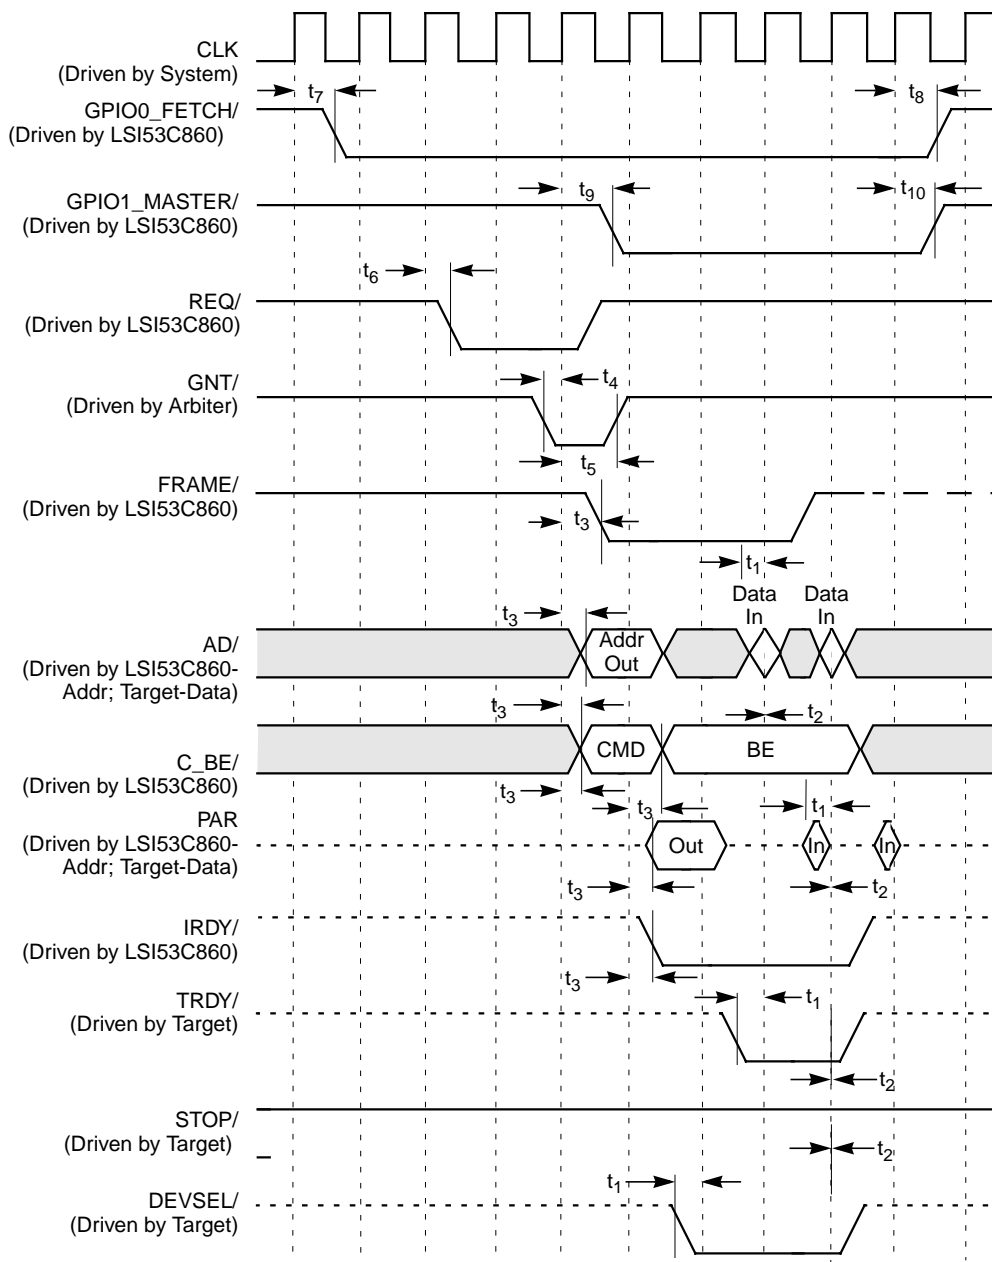 CLK
(Driven by System)
t7
t8
GPIO0_FETCH/
(Driven by LSI53C860)
t9
t10
GPIO1_MASTER/
(Driven by LSI53C860)
t6
REQ/
(Driven by LSI53C860)
GNT/
t4
(Driven by Arbiter)
t5
FRAME/
(Driven by LSI53C860)
t3
t1
Data
In
Data
In
t3
AD/
(Driven by LSI53C860-
Addr; Target-Data)
Addr
Out
t3
t2
C_BE/
(Driven by LSI53C860)
CMD
BE
t3
t3
t1
PAR
(Driven by LSI53C860-
Addr; Target-Data)
Out
In
In
t3
t2
IRDY/
(Driven by LSI53C860)
t3
t1
TRDY/
(Driven by Target)
t2
STOP/
(Driven by Target)
t2
t1
DEVSEL/
(Driven by Target)